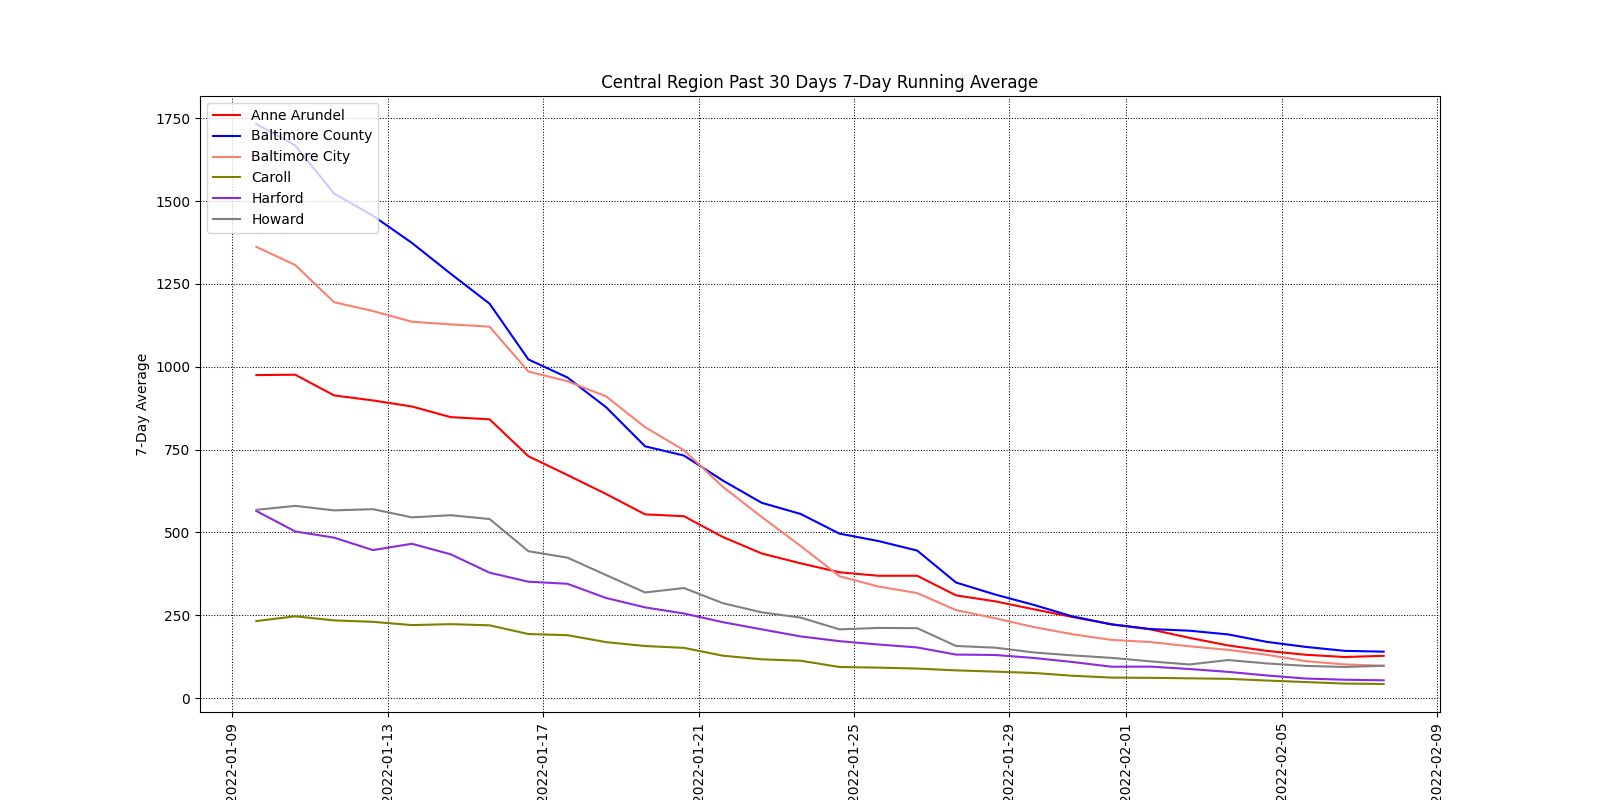 Central Region Past 30 Days 7-Day Running Average
Anne Arundel
Baltimore County
Baltimore City
Caroll
Harford
Howard
7-Day Average
1750
1500
1250
1000
750
500
250
0
2022-01-09
2022-01-13
2022-01-17
2022-01-21
2022-01-25
2022-01-29
2022-02-01
2022-02-05
2022-02-09